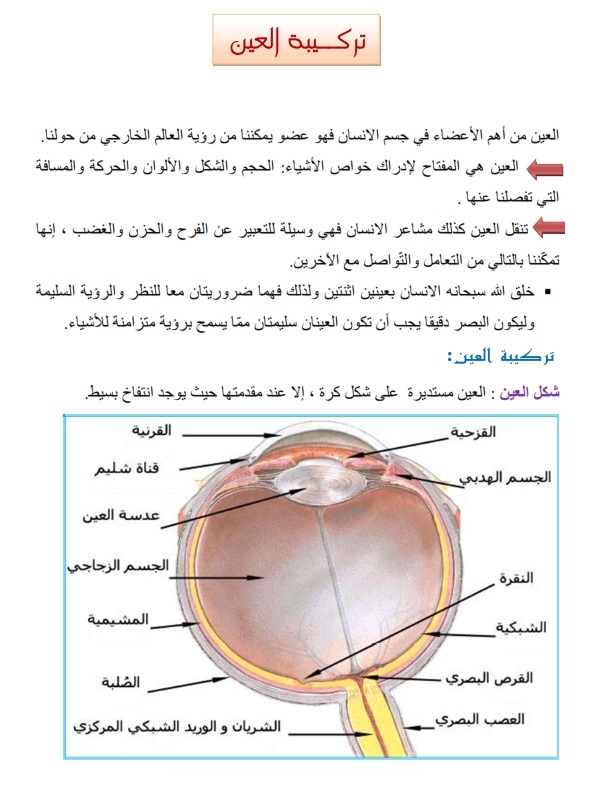 تركـــيبة العين
العين من أهم الأعضاء في جسم الانسان فهو عضو يمكننا من رؤية العالم الخارجي من حولنا.
العين هي المفتاح لإدراك خواص الأشياء: الحجم والشكل والألوان والحركة والمسافة
التي تفصلنا عنها .
تنقل العين كذلك مشاعر الانسان فهي وسيلة للتعبير عن الفرح والحزن والغضب ، إنها
تمكّننا بالتالي من التعامل والتّواصل مع الآخرين.
▪ خلق الله سبحانه الانسان بعينين اثنتين ولذلك فهما ضروريتان معا للنظر والرؤية السليمة
وليكون البصر دقيقا يجب أن تكون العينان سليمتان ممّا يسمح برؤية متزامنة للأشياء.
تركيبة العين:
شكل العين : العين مستديرة على شكل كرة ، إلا عند مقدمتها حيث يوجد انتفاخ بسيط.
القزحية
القرنية
الجسم الهدبي
قناة شليم
عدسة العين
النقرة
الجسم الزجاجي
الشبكية
المشيمية
القرص البصري
الصُلبة
العصب البصري
الشريان و الوريد الشبكي المركزي